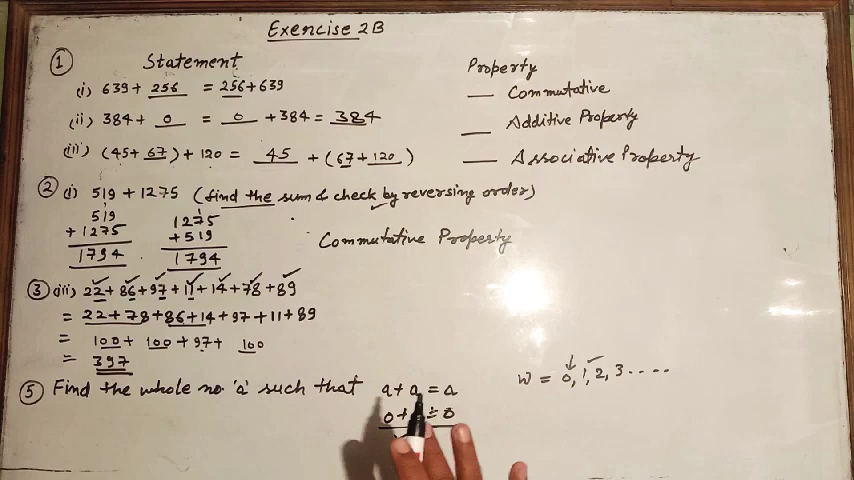 Exercise 2B
① Statement Property
(i) 639 + 256 = 256 + 639 — Commutative
(ii) 384 + 0 = 0 + 384 = 384 — Additive Property
(iii) (45 + 67) + 120 = 45 + (67 + 120) — Associative Property
② (i) 519 + 1275 (find the sum & check by reversing order)
519 1275
+ 1275 + 519
1794 1794
Commutative Property
③ (iii) 22 + 86 + 97 + 11 + 14 + 78 + 89
= 22 + 78 + 86 + 14 + 97 + 11 + 89
= 100 + 100 + 97 + 100
= 397
⑤ Find the whole no 'a' such that a + a = a
W = 0, 1, 2, 3 ....
0 + = 0